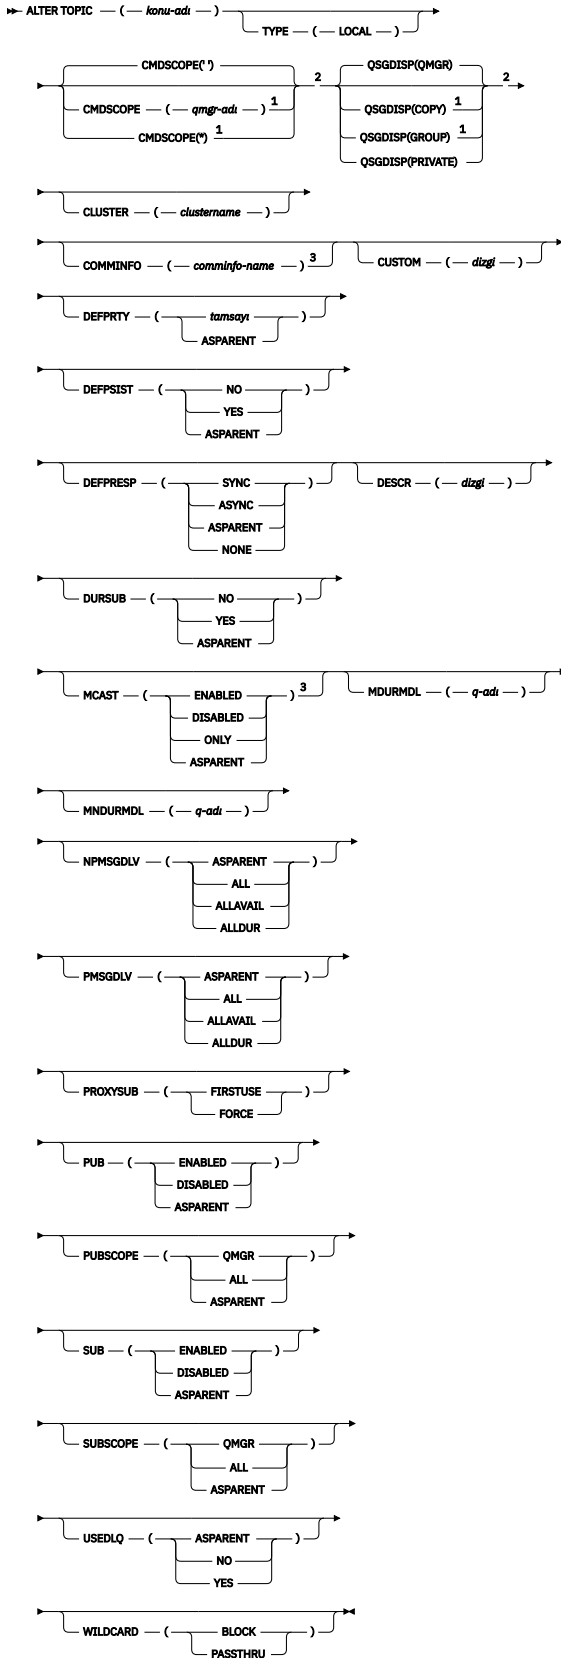 ALTER TOPIC ( konu-adı )
TYPE ( LOCAL )
CMDSCOPE(' ')
CMDSCOPE ( qmgr-adı ) 1
CMDSCOPE(*) 1
2
QSGDISP(QMGR)
QSGDISP(COPY) 1
QSGDISP(GROUP) 1
QSGDISP(PRIVATE)
2
CLUSTER ( clustername )
COMMINFO ( comminfo-name ) 3
CUSTOM ( dizgi )
DEFPRTY ( tamsayı )
ASPARENT
DEFPSIST ( NO )
YES
ASPARENT
DEFPRESP ( SYNC )
ASYNC
ASPARENT
NONE
DESCR ( dizgi )
DURSUB ( NO )
YES
ASPARENT
MCAST ( ENABLED ) 3
DISABLED
ONLY
ASPARENT
MDURMDL ( q-adı )
MNDURMDL ( q-adı )
NPMSGDLV ( ASPARENT )
ALL
ALLAVAIL
ALLDUR
PMSGDLV ( ASPARENT )
ALL
ALLAVAIL
ALLDUR
PROXYSUB ( FIRSTUSE )
FORCE
PUB ( ENABLED )
DISABLED
ASPARENT
PUBSCOPE ( QMGR )
ALL
ASPARENT
SUB ( ENABLED )
DISABLED
ASPARENT
SUBSCOPE ( QMGR )
ALL
ASPARENT
USEDLQ ( ASPARENT )
NO
YES
WILDCARD ( BLOCK )
PASSTHRU